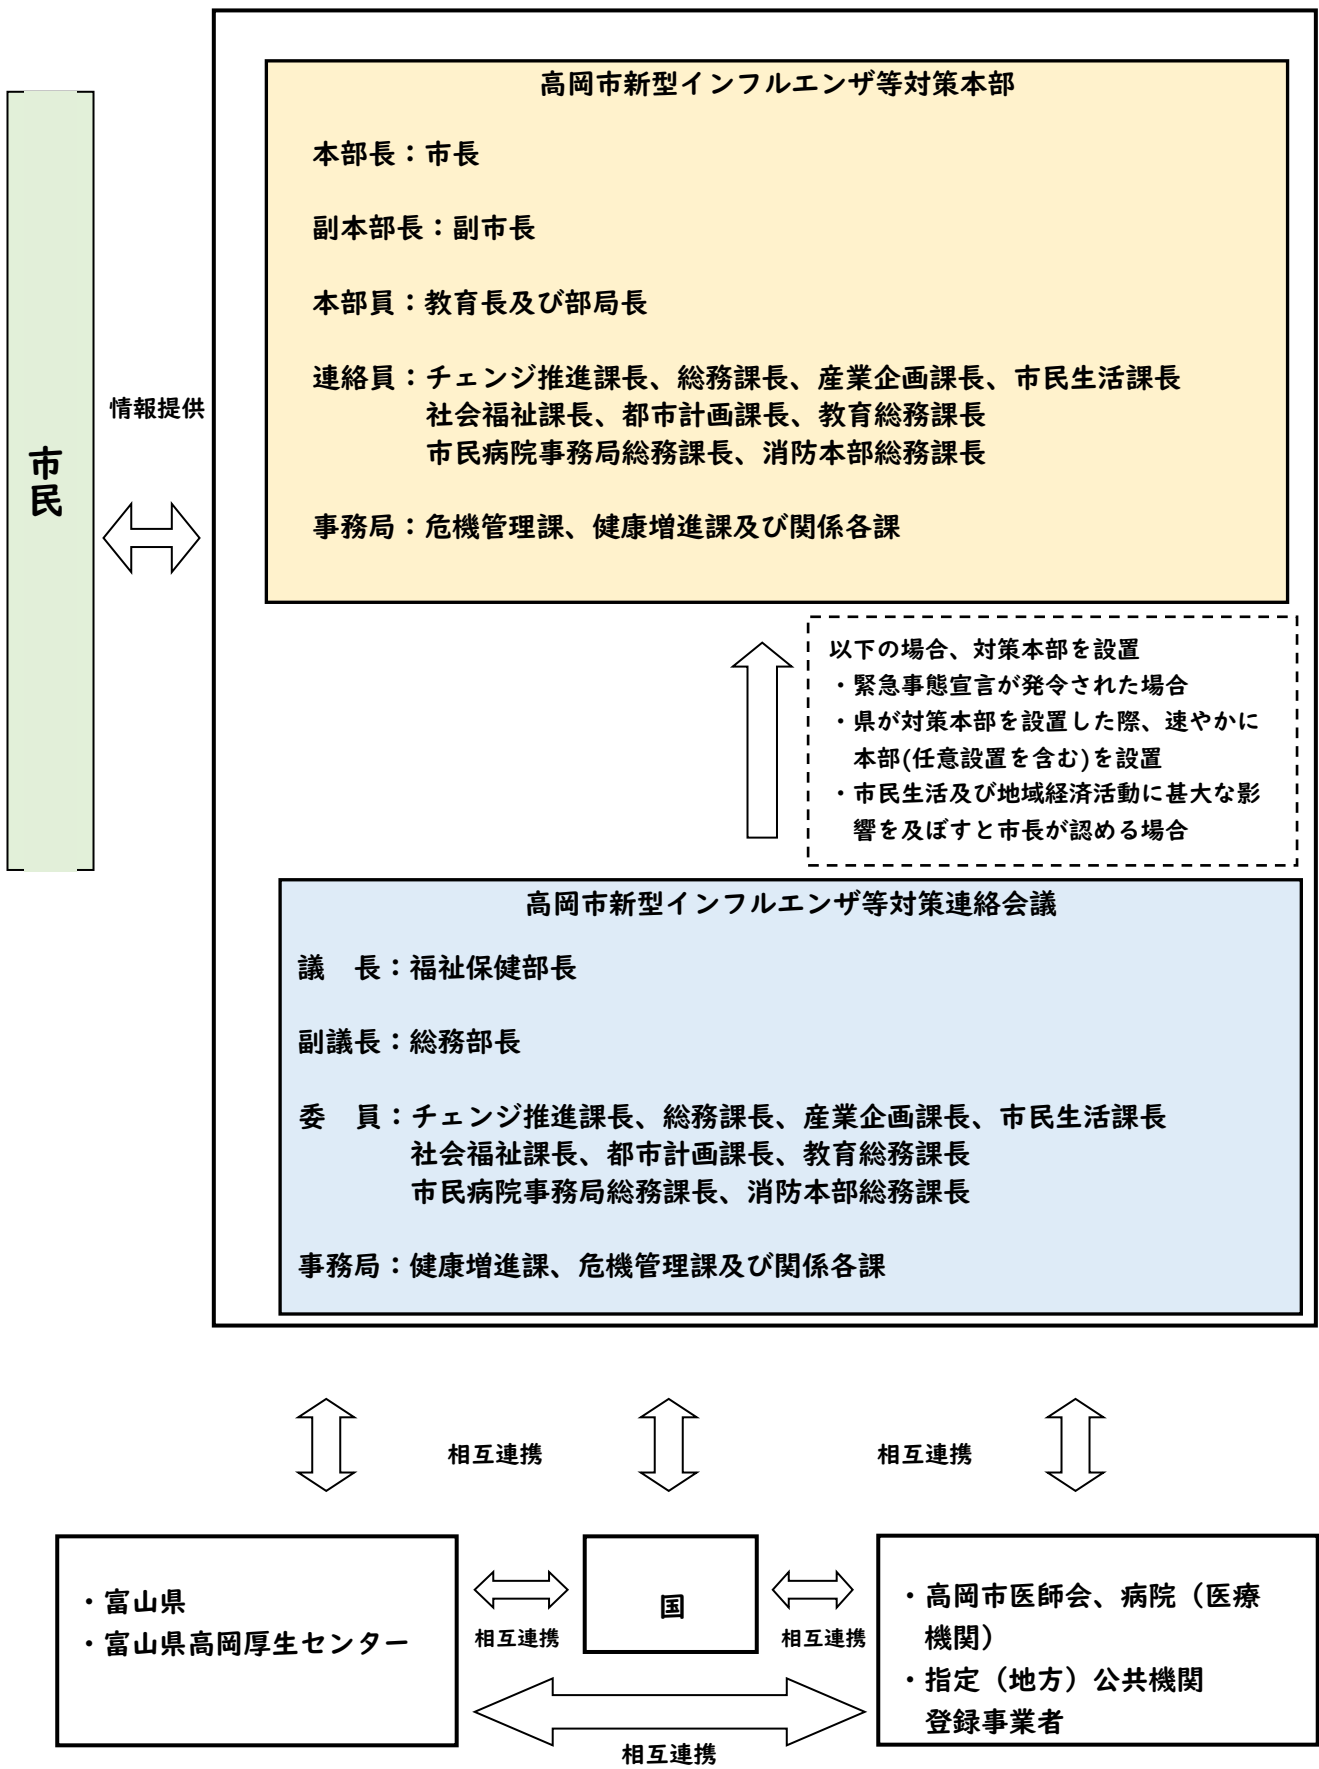 高岡市新型インフルエンザ等対策本部
本部長：市長
副本部長：副市長
本部員：教育長及び部局長
連絡員：チェンジ推進課長、総務課長、産業企画課長、市民生活課長
社会福祉課長、都市計画課長、教育総務課長
市民病院事務局総務課長、消防本部総務課長
事務局：危機管理課、健康増進課及び関係各課
市民
情報提供
以下の場合、対策本部を設置
・緊急事態宣言が発令された場合
・県が対策本部を設置した際、速やかに
本部(任意設置を含む)を設置
・市民生活及び地域経済活動に甚大な影
響を及ぼすと市長が認める場合
高岡市新型インフルエンザ等対策連絡会議
議　長：福祉保健部長
副議長：総務部長
委　員：チェンジ推進課長、総務課長、産業企画課長、市民生活課長
社会福祉課長、都市計画課長、教育総務課長
市民病院事務局総務課長、消防本部総務課長
事務局：健康増進課、危機管理課及び関係各課
相互連携
相互連携
・富山県
・富山県高岡厚生センター
相互連携
国
相互連携
・高岡市医師会、病院（医療
機関）
・指定（地方）公共機関
登録事業者
相互連携